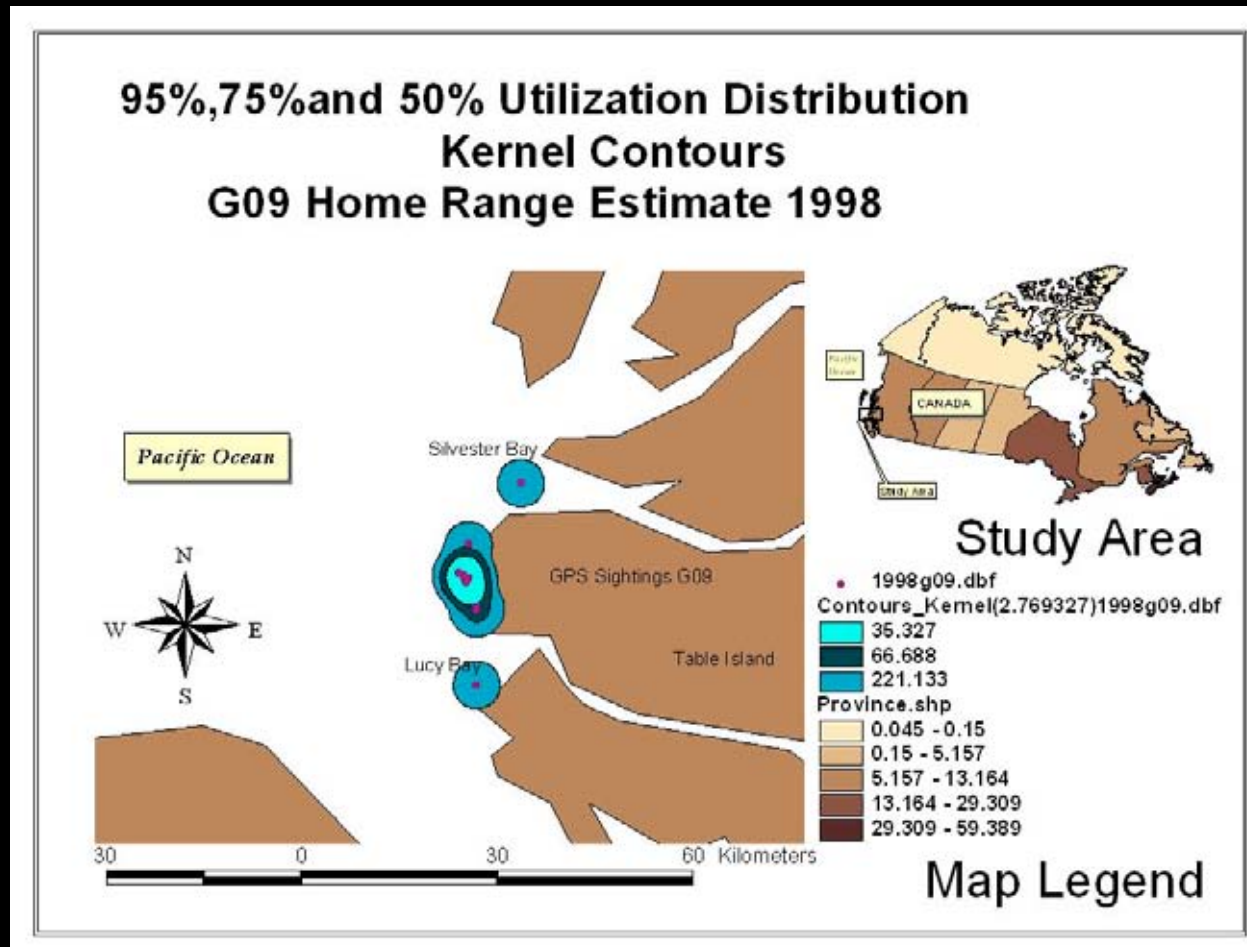 95%,75%and 50% Utilization Distribution
Kernel Contours
G09 Home Range Estimate 1998
Pacific Ocean
Silvester Bay
GPS Sightings G09
Table Island
Lucy Bay
N
W E
S
30 0 30 60 Kilometers
Pacific
Ocean
CANADA
Study Area
Study Area
1998g09.dbf
Contours_Kernel(2.769327)1998g09.dbf
35.327
66.688
221.133
Province.shp
0.045 - 0.15
0.15 - 5.157
5.157 - 13.164
13.164 - 29.309
29.309 - 59.389
Map Legend